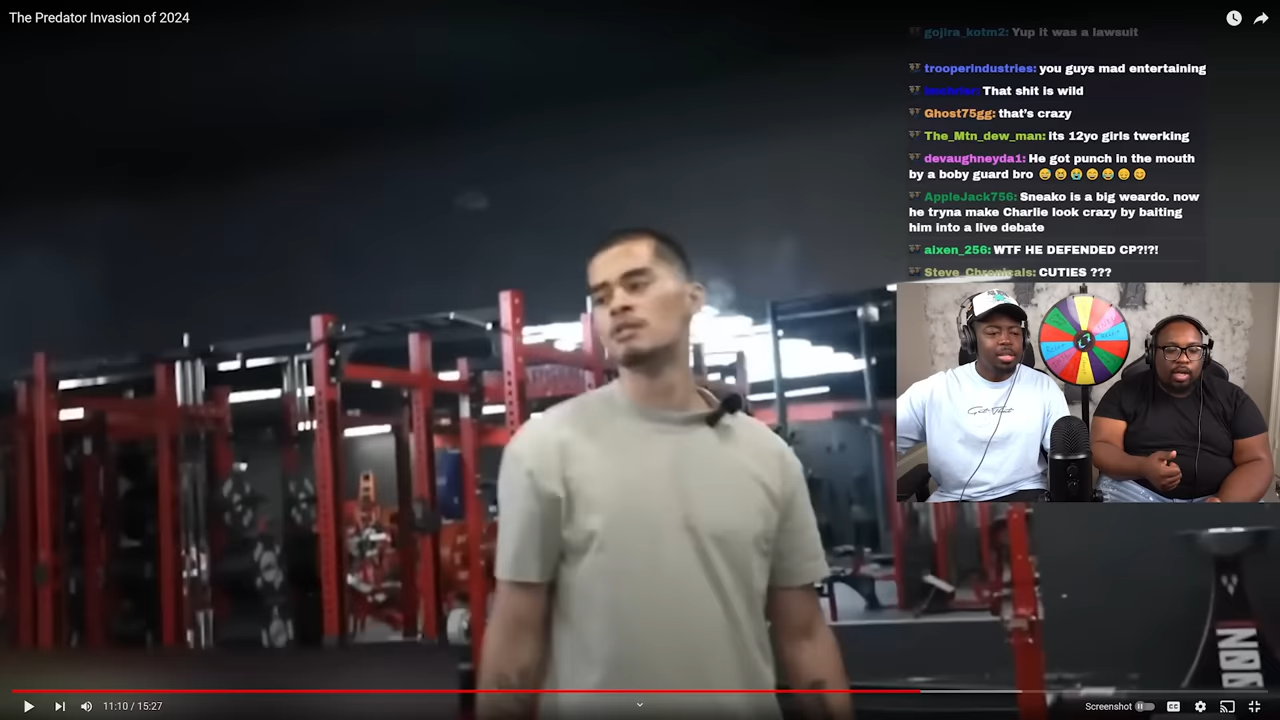 The Predator Invasion of 2024
gojira_kotm2: Yup it was a lawsuit
trooperindustries: you guys mad entertaining
That shit is wild
Ghost75gg: that's crazy
The_Mtn_dew_man: its 12yo girls twerking
devaughneyda1: He got punch in the mouth
by a boby guard bro 😅😆😭😄😂😊😊
AppleJack756: Sneako is a big weardo. now
he tryna make Charlie look crazy by baiting
him into a live debate
aixen_256: WTF HE DEFENDED CP?!?!
Steve_Chronicals: CUTIES ???
11:10 / 15:27
Screenshot
CC